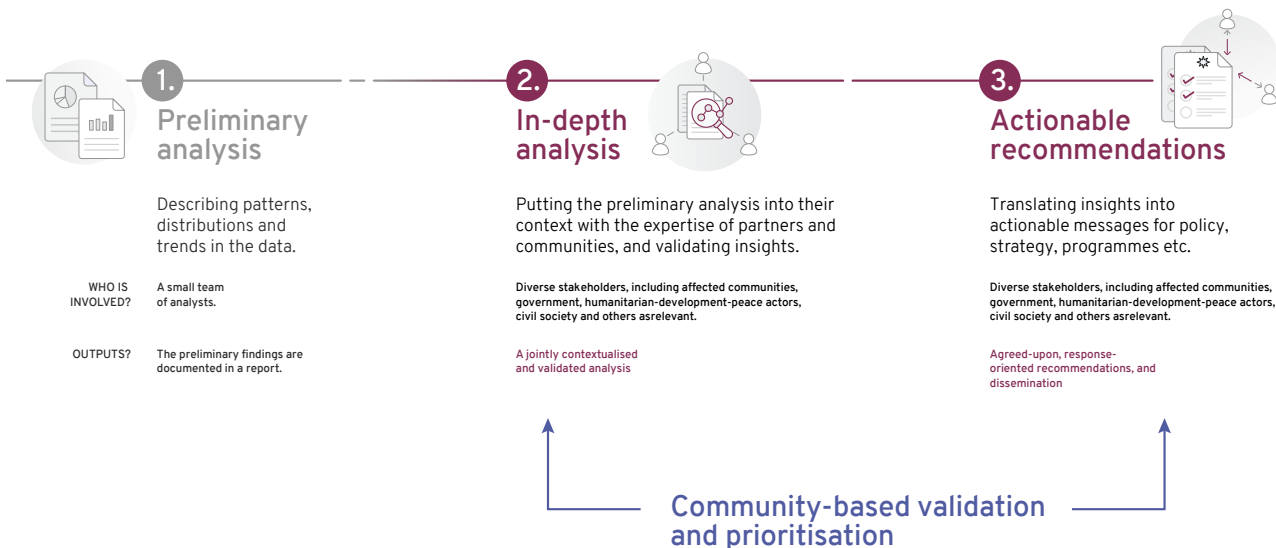 1.
Preliminary
analysis
Describing patterns,
distributions and
trends in the data.
WHO IS
INVOLVED?
A small team
of analysts.
OUTPUTS?
The preliminary findings are
documented in a report.
2.
In-depth
analysis
Putting the preliminary analysis into their
context with the expertise of partners and
communities, and validating insights.
Diverse stakeholders, including affected communities,
government, humanitarian-development-peace actors,
civil society and others asrelevant.
A jointly contextualised
and validated analysis
3.
Actionable
recommendations
Translating insights into
actionable messages for policy,
strategy, programmes etc.
Diverse stakeholders, including affected communities,
government, humanitarian-development-peace actors,
civil society and others asrelevant.
Agreed-upon, response-
oriented recommendations, and
dissemination
Community-based validation
and prioritisation